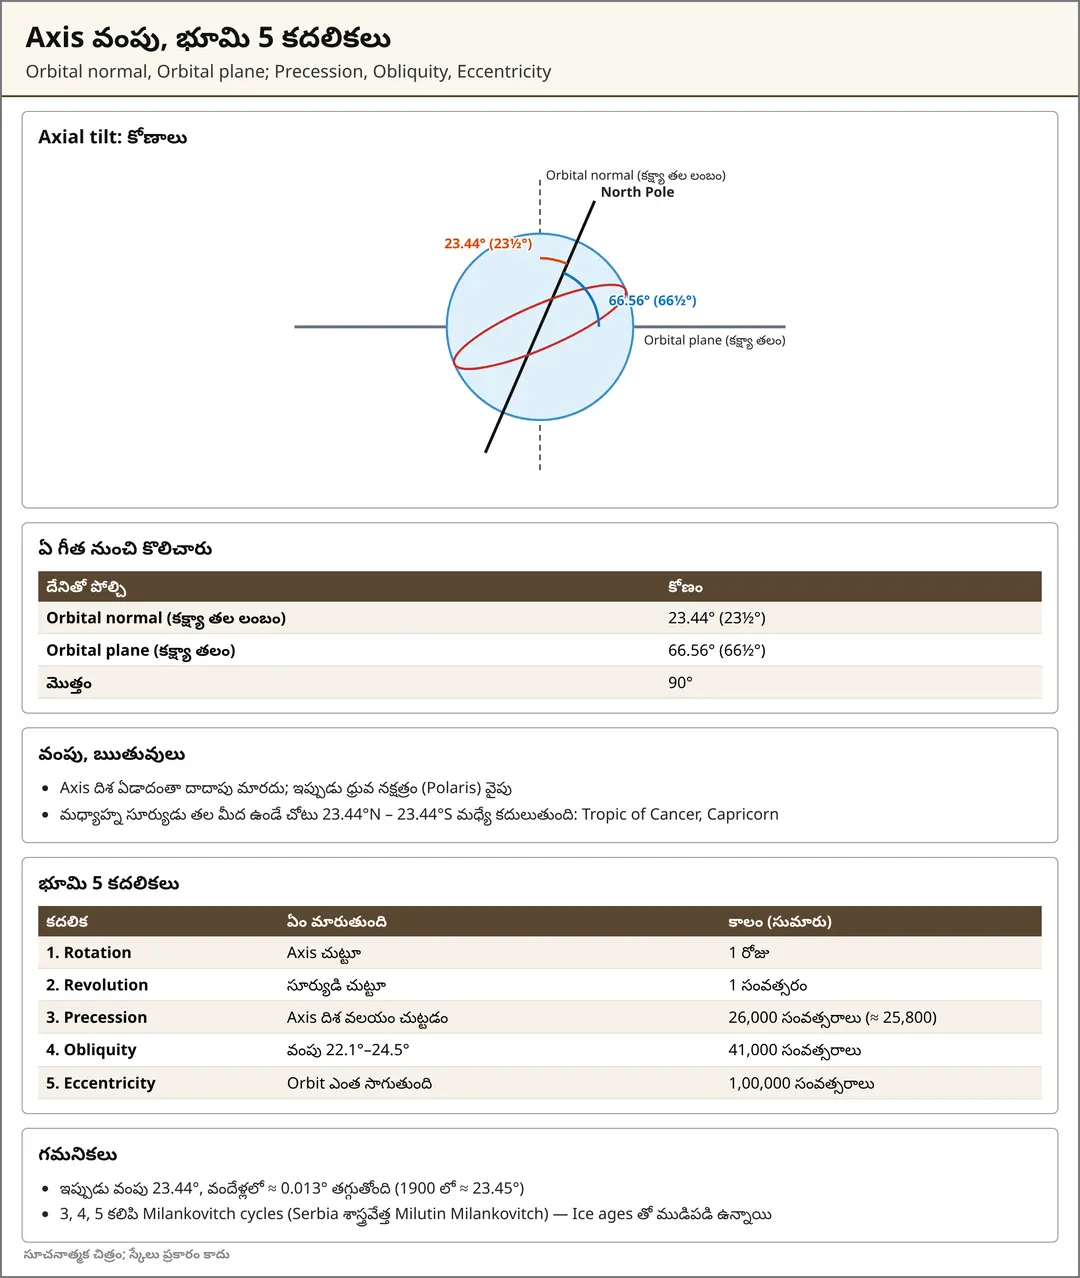 Axis వంపు, భూమి 5 కదలికలు
Orbital normal, Orbital plane; Precession, Obliquity, Eccentricity
Axial tilt: కోణాలు
Orbital normal (కక్ష్యా తల లంబం)
North Pole
23.44° (23½°)
66.56° (66½°)
Orbital plane (కక్ష్యా తలం)
ఏ గీత నుంచి కొలిచారు
దేనితో పోల్చి కోణం
Orbital normal (కక్ష్యా తల లంబం) 23.44° (23½°)
Orbital plane (కక్ష్యా తలం) 66.56° (66½°)
మొత్తం 90°
వంపు, ఋతువులు
• Axis దిశ ఏడాదంతా దాదాపు మారదు; ఇప్పుడు ధ్రువ నక్షత్రం (Polaris) వైపు
• మధ్యాహ్న సూర్యుడు తల మీద ఉండే చోటు 23.44°N – 23.44°S మధ్యే కదులుతుంది: Tropic of Cancer, Capricorn
భూమి 5 కదలికలు
కదలిక ఏం మారుతుంది కాలం (సుమారు)
1. Rotation Axis చుట్టూ 1 రోజు
2. Revolution సూర్యుడి చుట్టూ 1 సంవత్సరం
3. Precession Axis దిశ వలయం చుట్టడం 26,000 సంవత్సరాలు (≈ 25,800)
4. Obliquity వంపు 22.1°–24.5° 41,000 సంవత్సరాలు
5. Eccentricity Orbit ఎంత సాగుతుంది 1,00,000 సంవత్సరాలు
గమనికలు
• ఇప్పుడు వంపు 23.44°, వందేళ్లలో ≈ 0.013° తగ్గుతోంది (1900 లో ≈ 23.45°)
• 3, 4, 5 కలిపి Milankovitch cycles (Serbia శాస్త్రవేత్త Milutin Milankovitch) — Ice ages తో ముడిపడి ఉన్నాయి
సూచనాత్మక చిత్రం; స్కేలు ప్రకారం కాదు